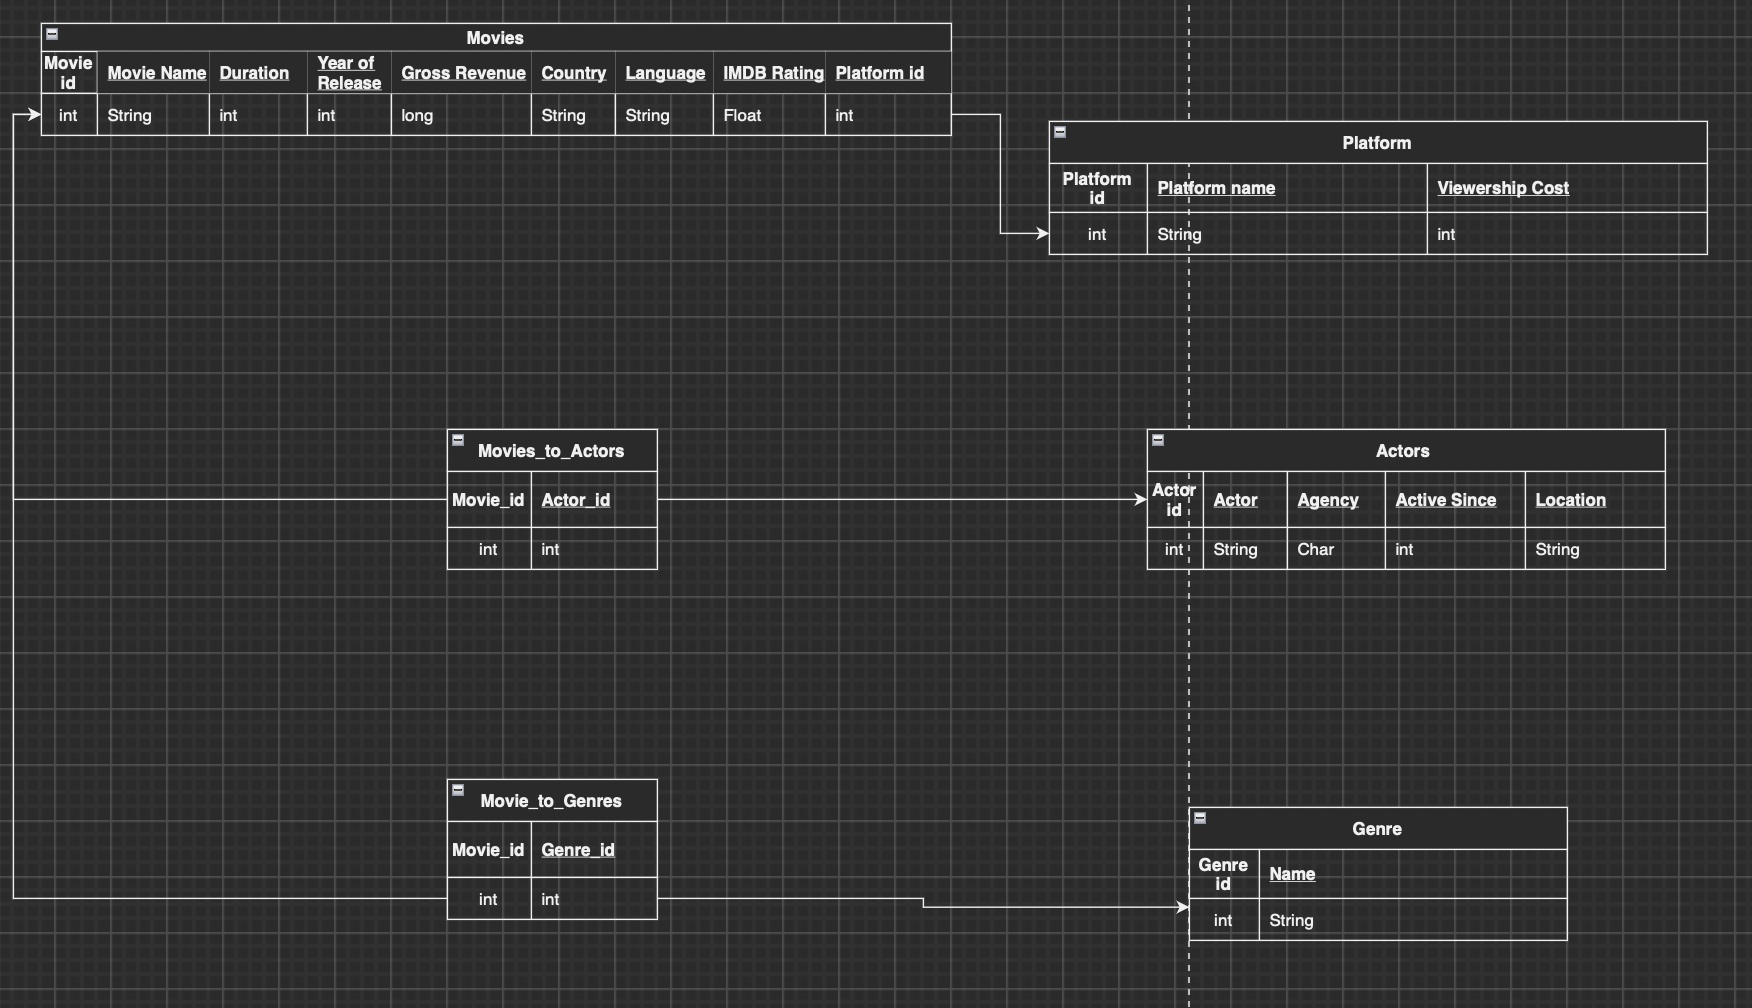 Movies
Movie id Movie Name Duration Year of Release Gross Revenue Country Language IMDB Rating Platform id
int String int int long String String Float int
Platform
Platform id Platform name Viewership Cost
int String int
Movies_to_Actors
Movie_id Actor_id
int int
Actors
Actor id Actor Agency Active Since Location
int String Char int String
Movie_to_Genres
Movie_id Genre_id
int int
Genre
Genre id Name
int String